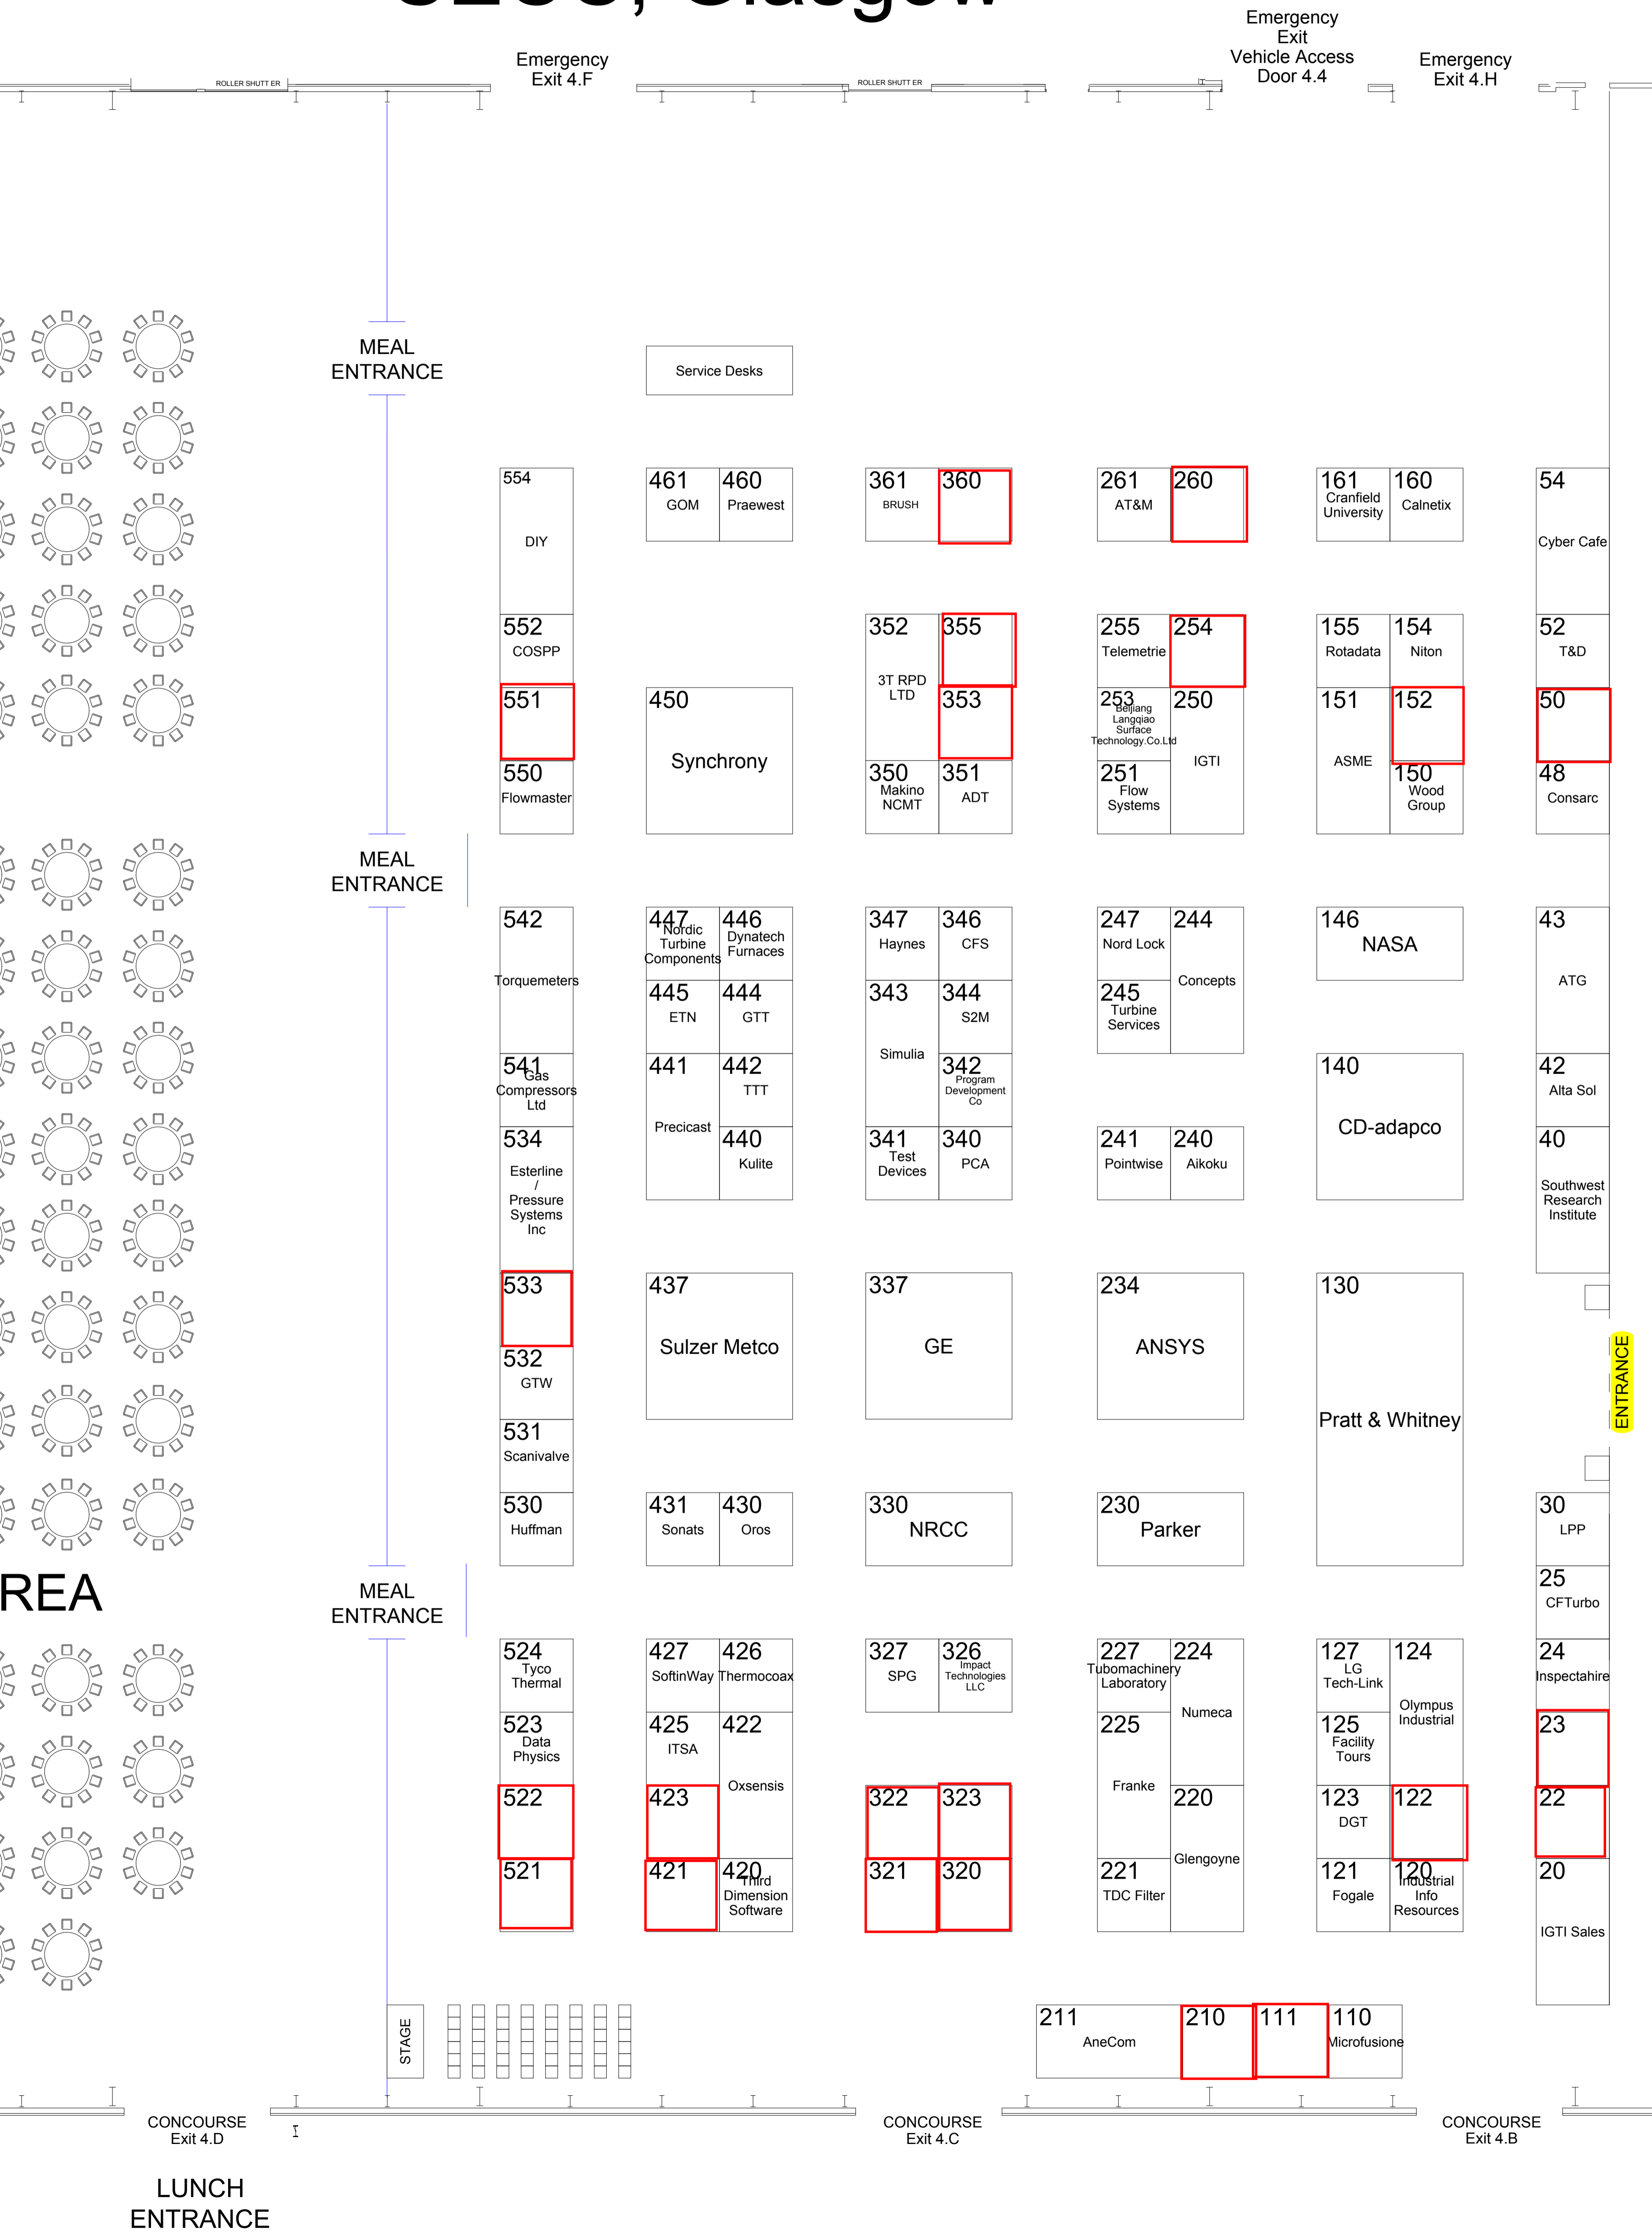 Glasgow
Emergency
Exit 4.F
Emergency
Exit
Vehicle Access
Door 4.4
Emergency
Exit 4.H
ROLLER SHUTT ER
ROLLER SHUTT ER
MEAL
ENTRANCE
Service Desks
554
DIY
461
GOM
460
Praewest
361
BRUSH
360
261
AT&M
260
161
Cranfield
University
160
Calnetix
54
Cyber Cafe
552
COSPP
352
3T RPD
LTD
355
255
Telemetrie
254
155
Rotadata
154
Niton
52
T&D
551
450
Synchrony
353
253
Beijiang
Langqiao
Surface
Technology.Co.Ltd
250
IGTI
151
ASME
152
50
550
Flowmaster
350
Makino
NCMT
351
ADT
251
Flow
Systems
150
Wood
Group
48
Consarc
MEAL
ENTRANCE
542
Torquemeters
447
Nordic
Turbine
Components
446
Dynatech
Furnaces
347
Haynes
346
CFS
247
Nord Lock
244
Concepts
146
NASA
43
ATG
445
ETN
444
GTT
343
Simulia
344
S2M
245
Turbine
Services
541
Gas
Compressors
Ltd
441
Precicast
442
TTT
342
Program
Development
Co
140
CD-adapco
42
Alta Sol
534
Esterline
/
Pressure
Systems
Inc
440
Kulite
341
Test
Devices
340
PCA
241
Pointwise
240
Aikoku
40
Southwest
Research
Institute
533
437
Sulzer Metco
337
GE
234
ANSYS
130
Pratt & Whitney
ENTRANCE
532
GTW
531
Scanivalve
530
Huffman
431
Sonats
430
Oros
330
NRCC
230
Parker
30
LPP
REA
MEAL
ENTRANCE
25
CFTurbo
524
Tyco
Thermal
427
SoftinWay
426
Thermocoax
327
SPG
326
Impact
Technologies
LLC
227
Tubomachinery
Laboratory
224
Numeca
127
LG
Tech-Link
124
Olympus
Industrial
24
Inspectahire
523
Data
Physics
425
ITSA
422
Oxsensis
225
Franke
125
Facility
Tours
23
522
423
322
323
220
Glengoyne
123
DGT
122
22
521
421
420
Third
Dimension
Software
321
320
221
TDC Filter
121
Fogale
120
Industrial
Info
Resources
20
IGTI Sales
STAGE
211
AneCom
210
111
110
Microfusione
CONCOURSE
Exit 4.D
CONCOURSE
Exit 4.C
CONCOURSE
Exit 4.B
LUNCH
ENTRANCE